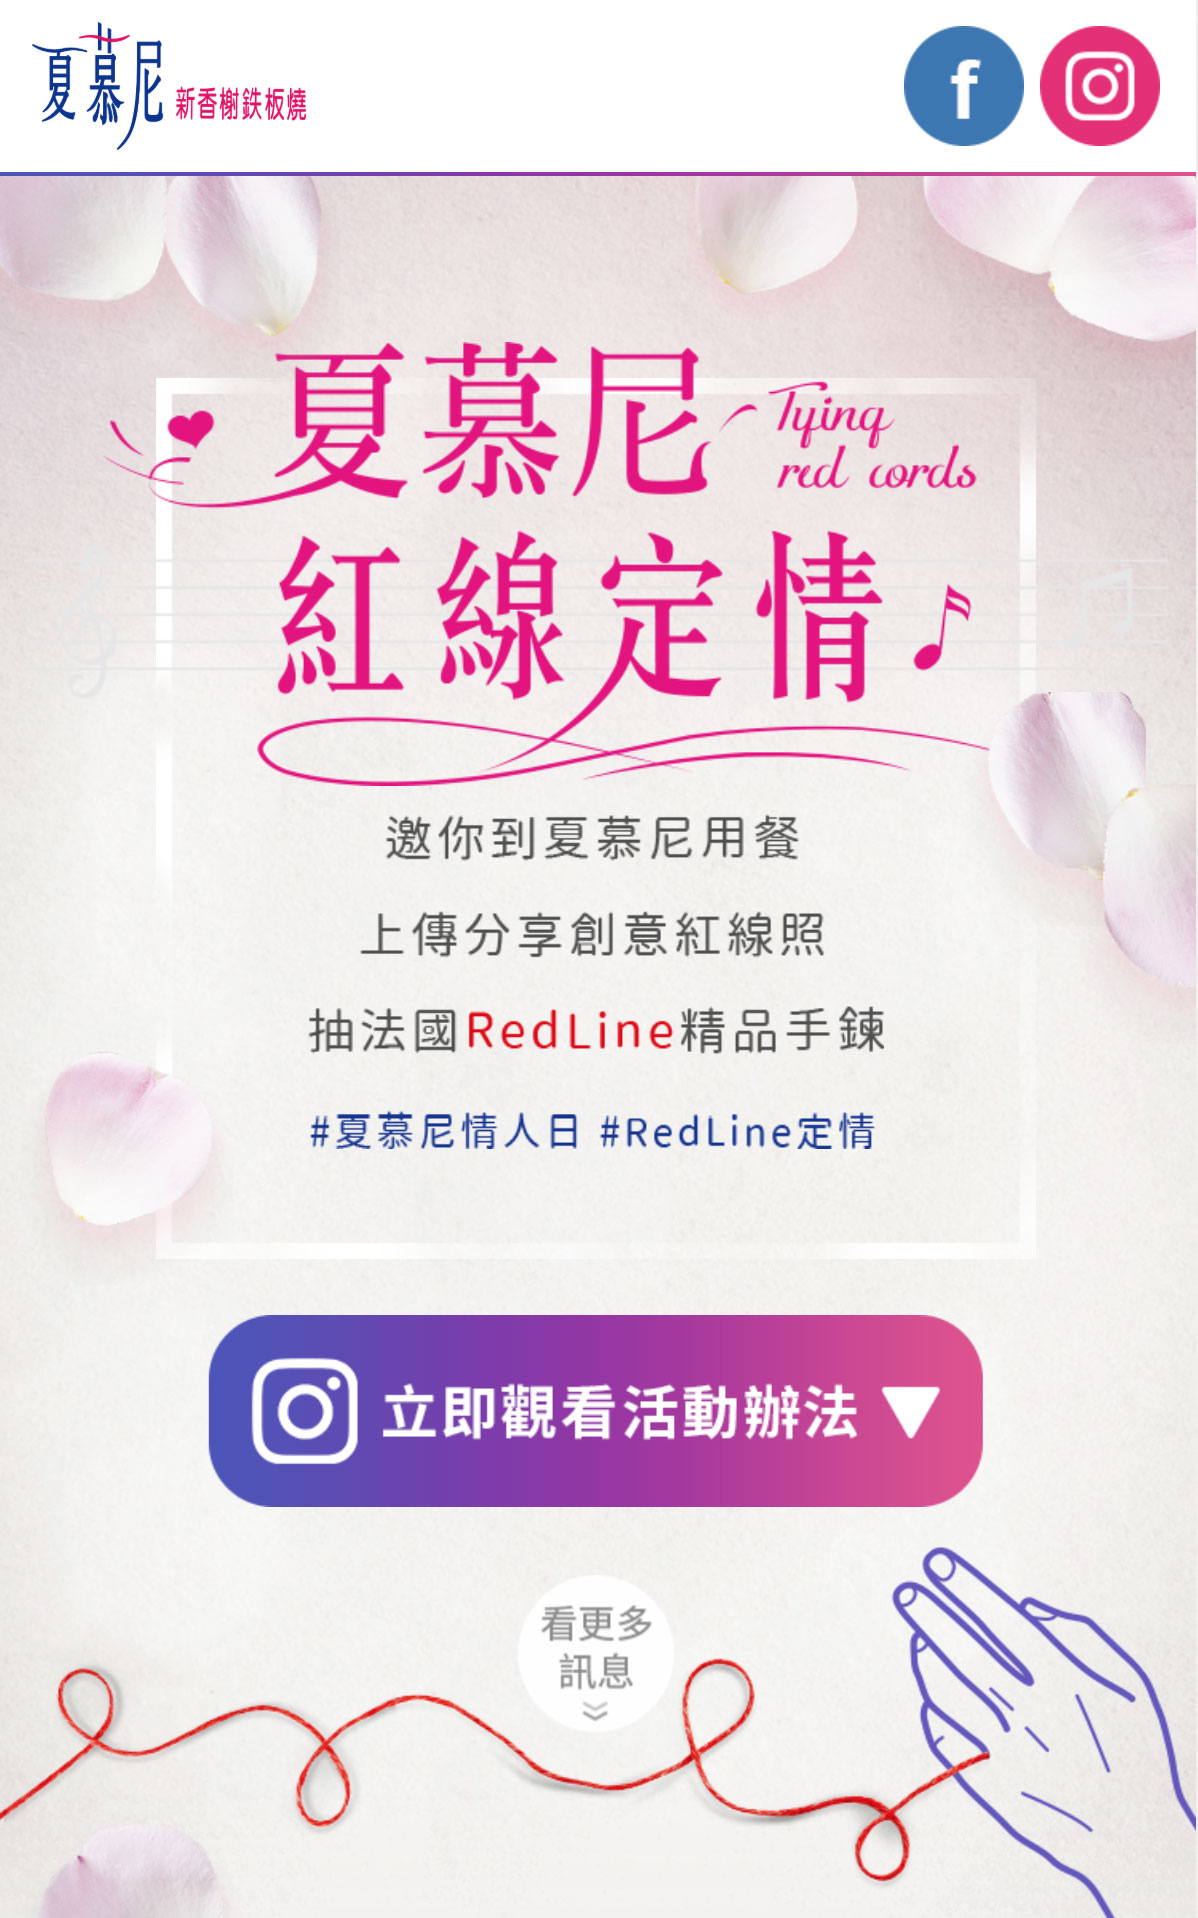 夏慕尼 新香榭鉄板燒
f
夏慕尼
Tying
red cords
紅線定情
邀你到夏慕尼用餐
上傳分享創意紅線照
抽法國RedLine精品手鍊
#夏慕尼情人日 #RedLine定情
立即觀看活動辦法
看更多
訊息